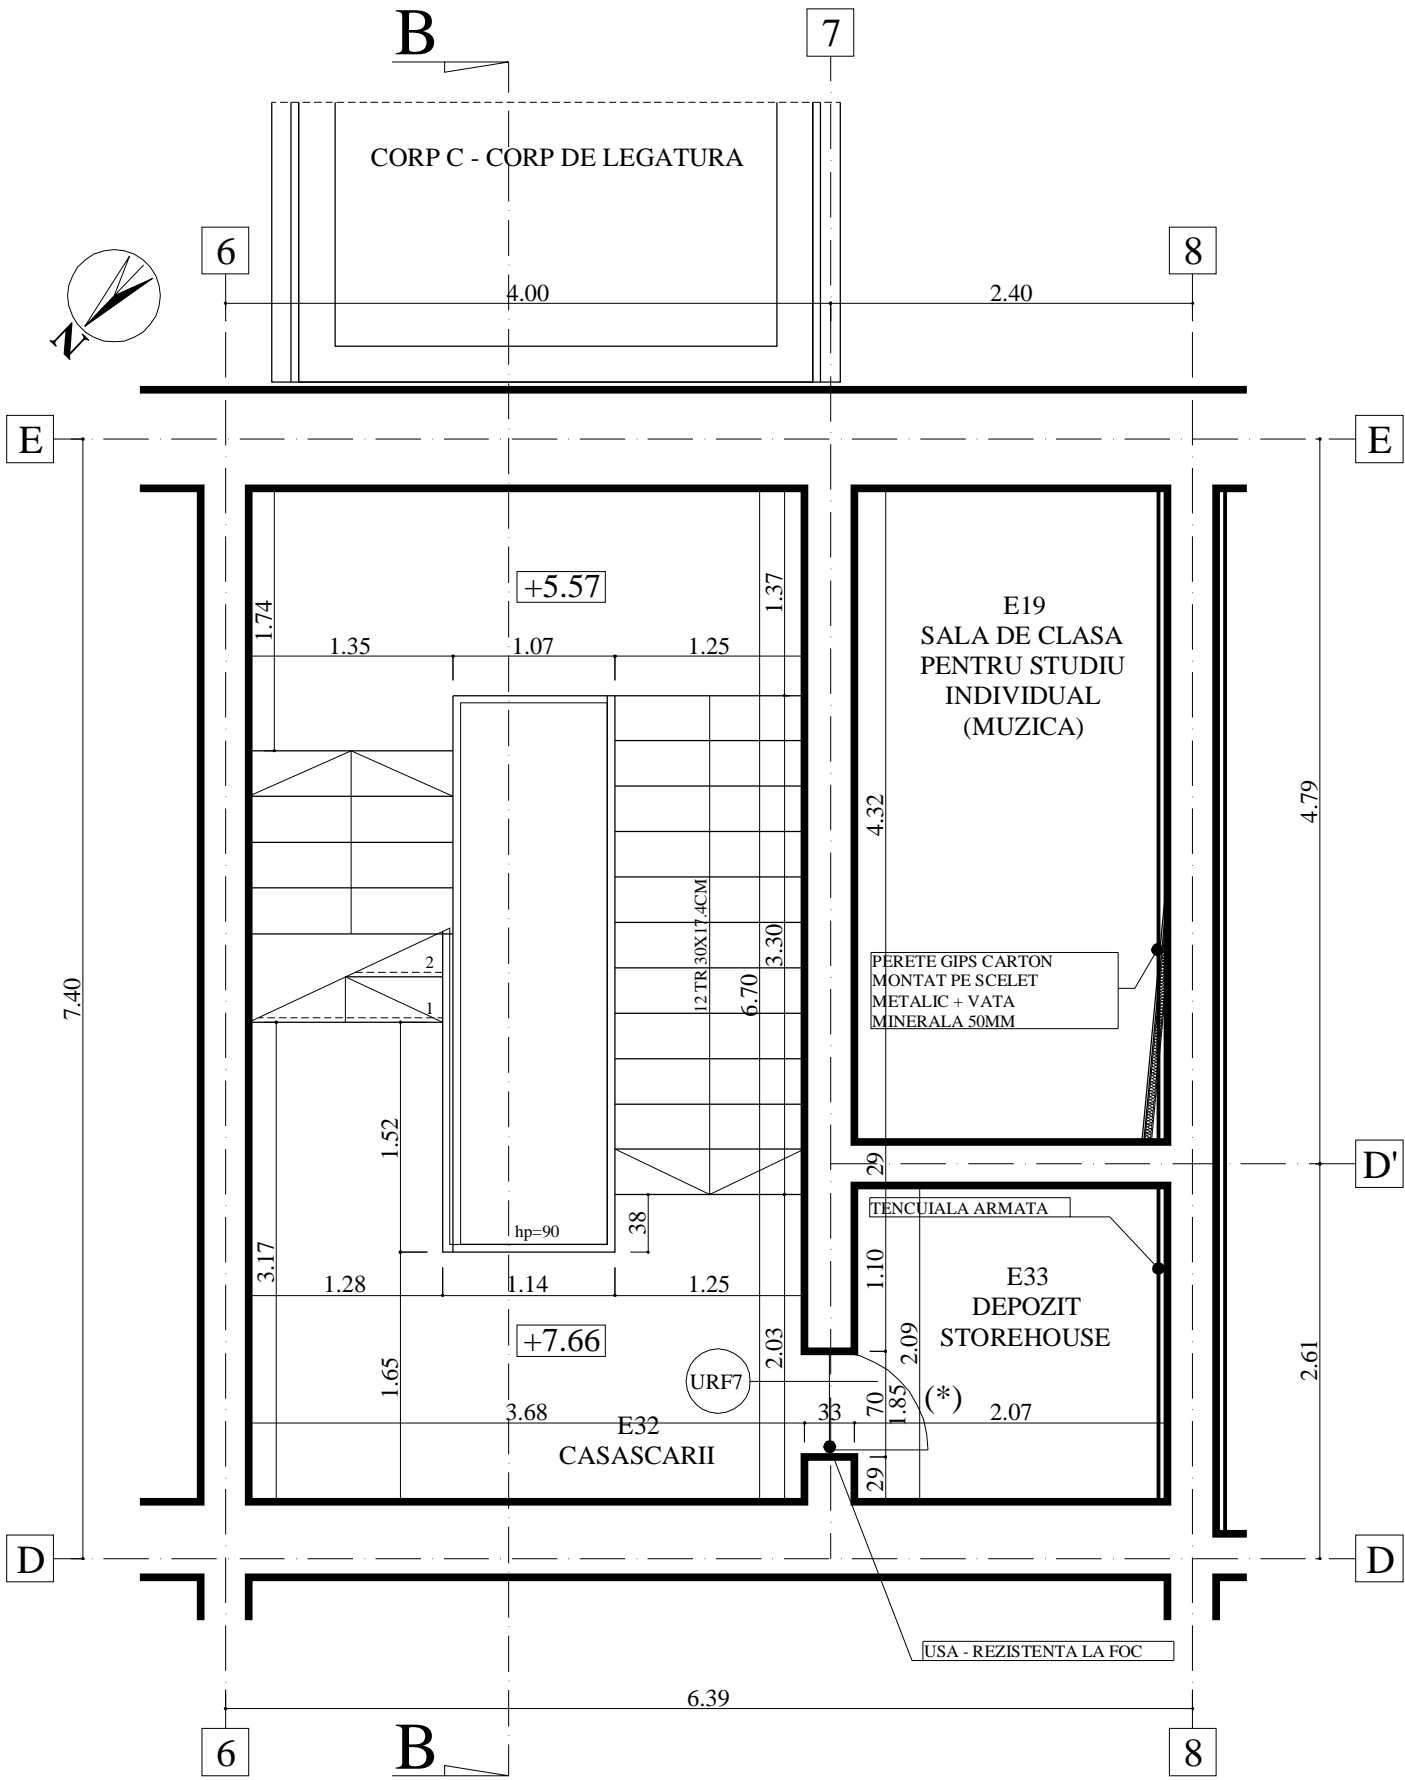 B
7
CORP C - CORP DE LEGATURA
6
8
4.00
2.40
N
E
E
+5.57
1.74
1.37
1.35
1.07
1.25
E19
SALA DE CLASA
PENTRU STUDIU
INDIVIDUAL
(MUZICA)
4.32
4.79
12 TR 30X17.4CM
3.30
6.70
7.40
2
1
PERETE GIPS CARTON
MONTAT PE SCELET
METALIC + VATA
MINERALA 50MM
1.52
29
D'
TENCUIALA ARMATA
hp=90
38
3.17
1.10
1.28
1.14
1.25
E33
DEPOZIT
STOREHOUSE
+7.66
2.03
2.09
2.61
1.65
URF7
70
1.85
(*)
3.68
33
2.07
E32
CASASCARII
29
D
D
USA - REZISTENTA LA FOC
6.39
6
B
8